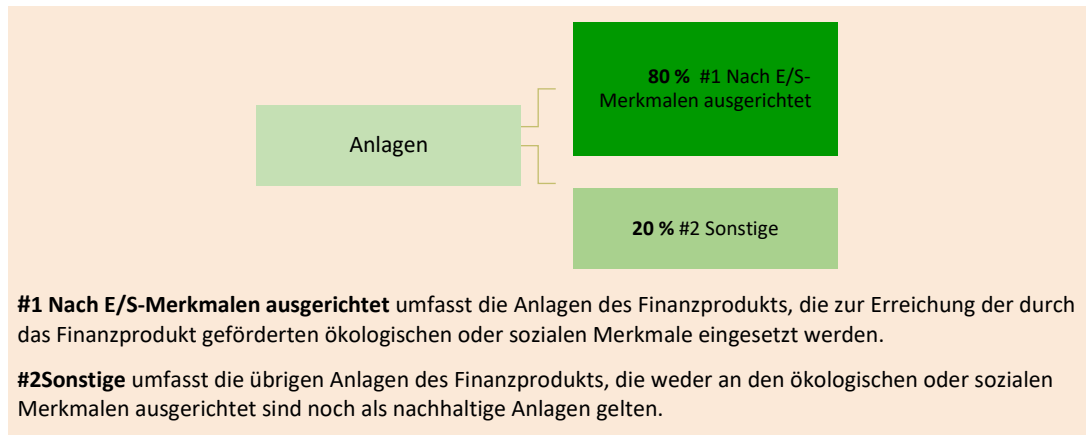 80 % #1 Nach E/S-
Merkmalen ausgerichtet
Anlagen
20 % #2 Sonstige
#1 Nach E/S-Merkmalen ausgerichtet umfasst die Anlagen des Finanzprodukts, die zur Erreichung der durch
das Finanzprodukt geförderten ökologischen oder sozialen Merkmale eingesetzt werden.
#2Sonstige umfasst die übrigen Anlagen des Finanzprodukts, die weder an den ökologischen oder sozialen
Merkmalen ausgerichtet sind noch als nachhaltige Anlagen gelten.